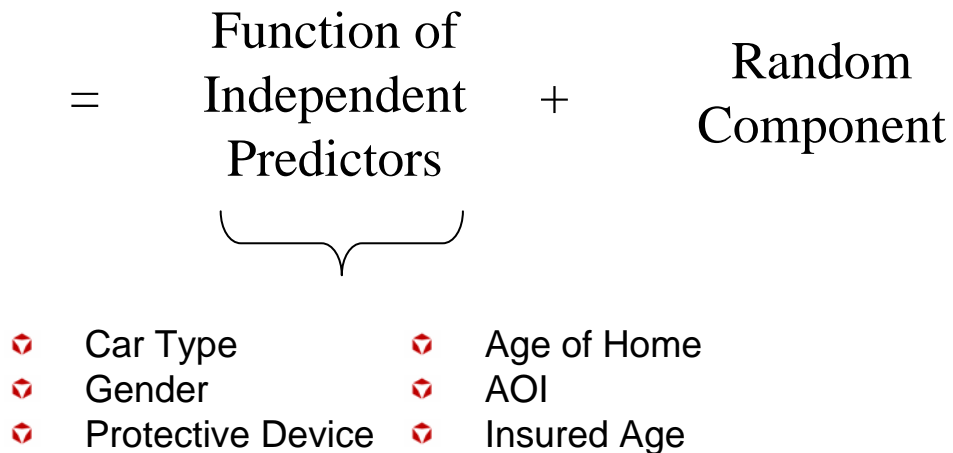 =
Function of
Independent
Predictors
+
Random
Component
Car Type
Gender
Protective Device
Age of Home
AOI
Insured Age